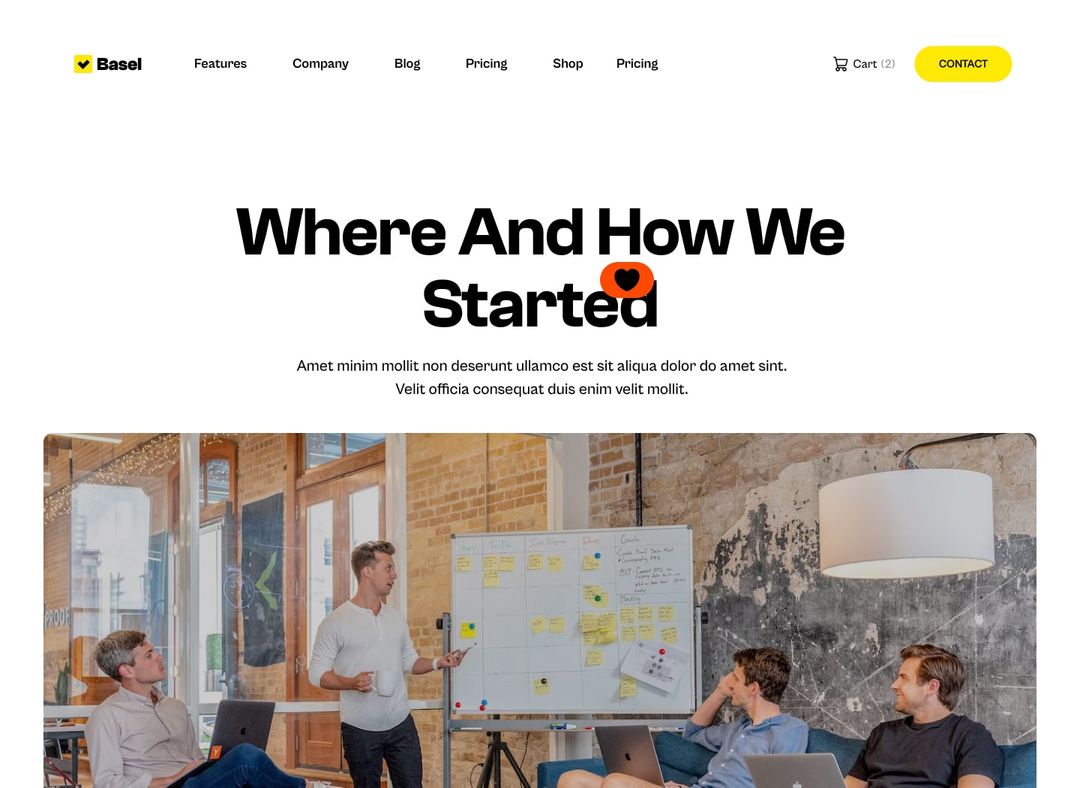 Basel
Features Company Blog Pricing Shop Pricing
Cart (2)
CONTACT
Where And How We
Started
Amet minim mollit non deserunt ullamco est sit aliqua dolor do amet sint.
Velit officia consequat duis enim velit mollit.
PROOF
Story To Do In Progress Done Goals
Backlog
Y